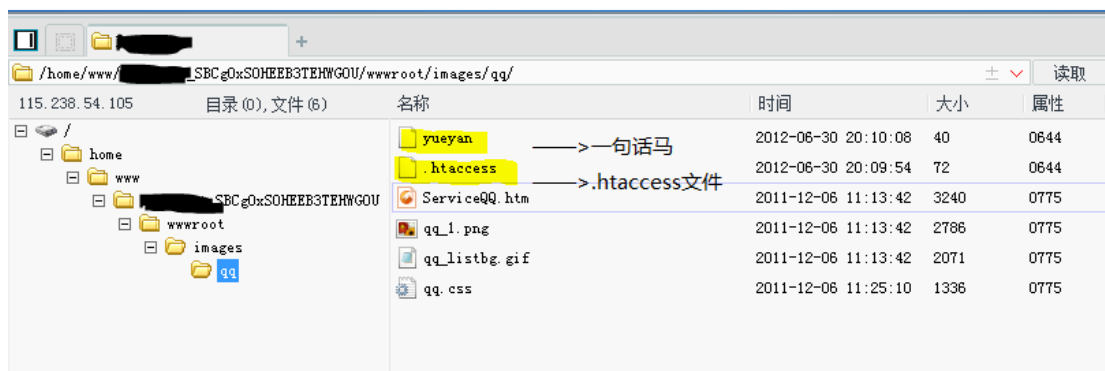 /home/www/ _SBCgOxSOHEEB3TEHWGOU/wwwroot/images/qq/ 读取
115.238.54.105 目录(0),文件(6) 名称 时间 大小 属性
/
home
www
SBCgOxSOHEEB3TEHWGOU
wwwroot
images
qq
yueyan ——>一句话马 2012-06-30 20:10:08 40 0644
.htaccess ——>.htaccess文件 2012-06-30 20:09:54 72 0644
ServiceQQ.htm 2011-12-06 11:13:42 3240 0775
qq_1.png 2011-12-06 11:13:42 2786 0775
qq_listbg.gif 2011-12-06 11:13:42 2071 0775
qq.css 2011-12-06 11:25:10 1336 0775